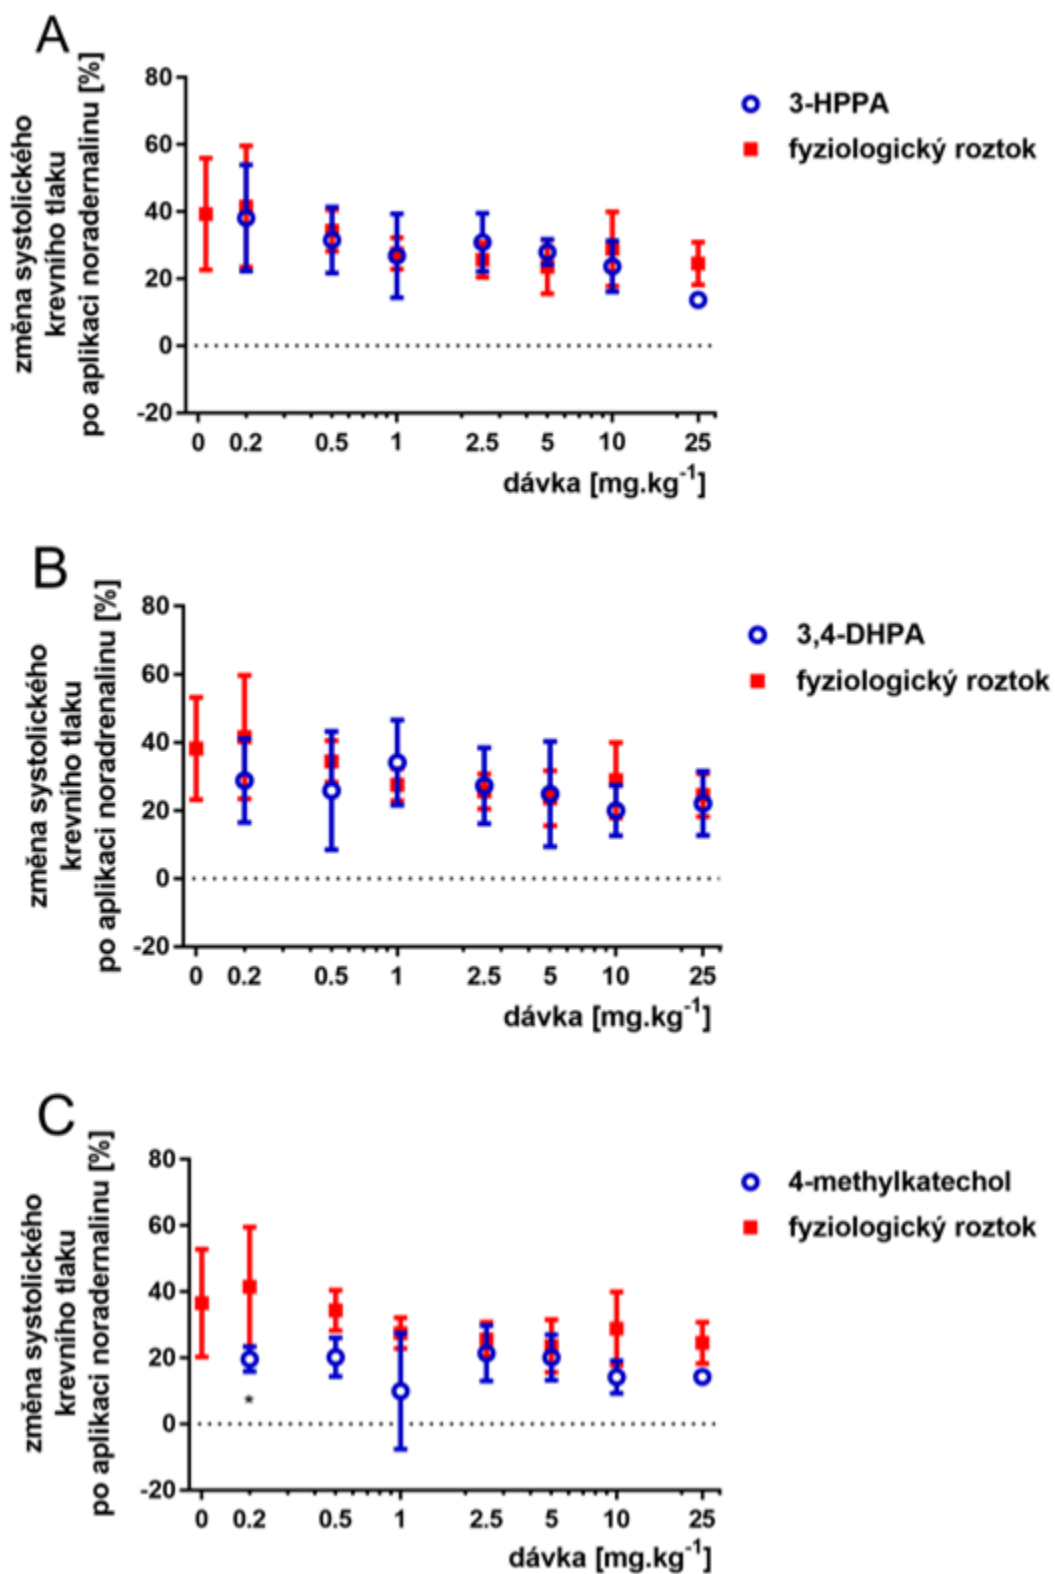 A
změna systolického
krevního tlaku
po aplikaci noradernalinu [%]
80
60
40
20
0
-20
0 0.2 0.5 1 2.5 5 10 25
dávka [mg.kg-1]
3-HPPA
fyziologický roztok
B
změna systolického
krevního tlaku
po aplikaci noradrenalinu [%]
80
60
40
20
0
-20
0 0.2 0.5 1 2.5 5 10 25
dávka [mg.kg-1]
3,4-DHPA
fyziologický roztok
C
změna systolického
krevního tlaku
po aplikaci noradernalinu [%]
80
60
40
20
0
-20
*
0 0.2 0.5 1 2.5 5 10 25
dávka [mg.kg-1]
4-methylkatechol
fyziologický roztok